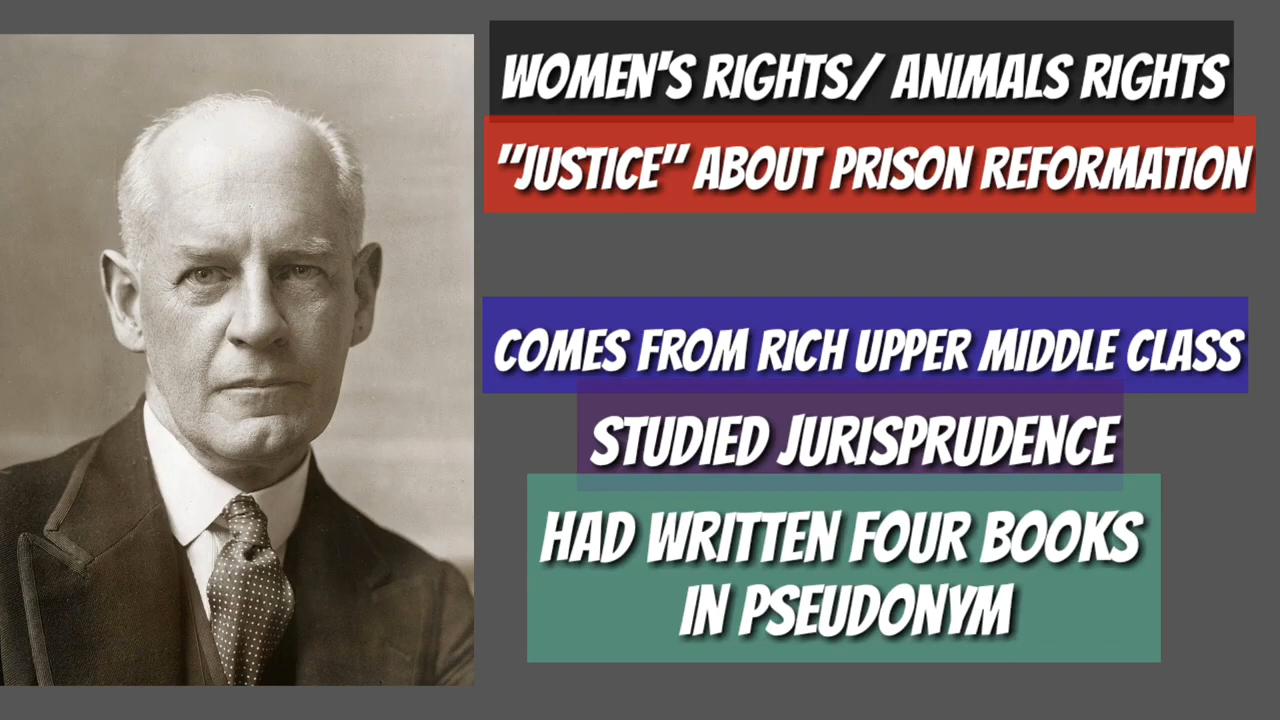 WOMEN'S RIGHTS/ ANIMALS RIGHTS
"JUSTICE" ABOUT PRISON REFORMATION
COMES FROM RICH UPPER MIDDLE CLASS
STUDIED JURISPRUDENCE
HAD WRITTEN FOUR BOOKS
IN PSEUDONYM